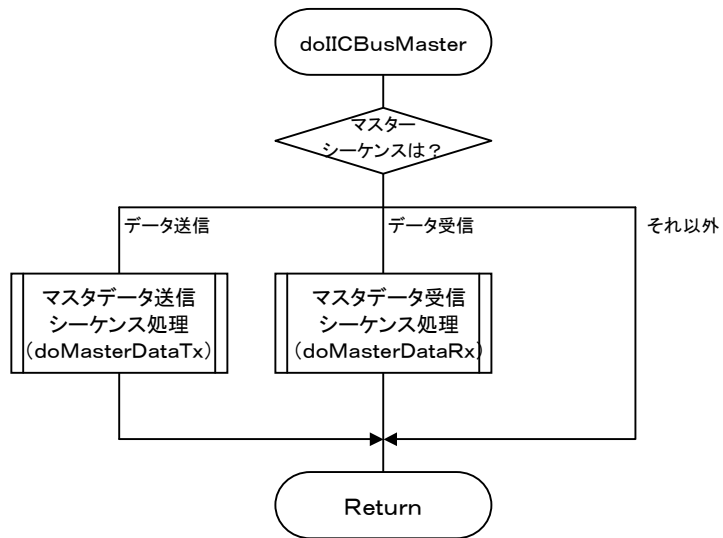 doIICBusMaster
マスター
シーケンスは？
データ送信
データ受信
それ以外
マスタデータ送信
シーケンス処理
（doMasterDataTx）
マスタデータ受信
シーケンス処理
（doMasterDataRx）
Return